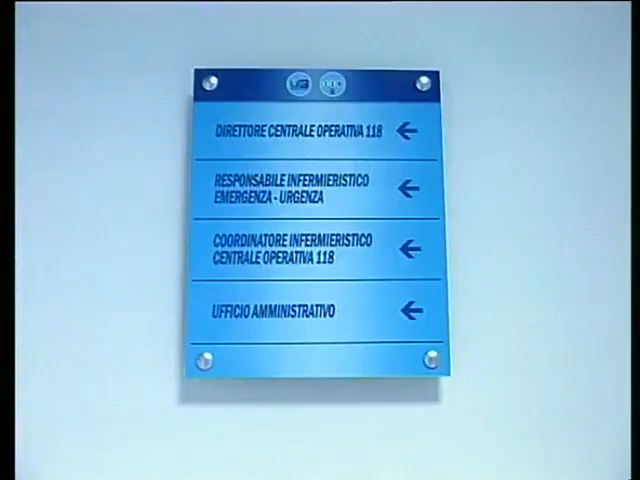 DIRETTORE CENTRALE OPERATIVA 118
RESPONSABILE INFERMIERISTICO
EMERGENZA - URGENZA
COORDINATORE INFERMIERISTICO
CENTRALE OPERATIVA 118
UFFICIO AMMINISTRATIVO